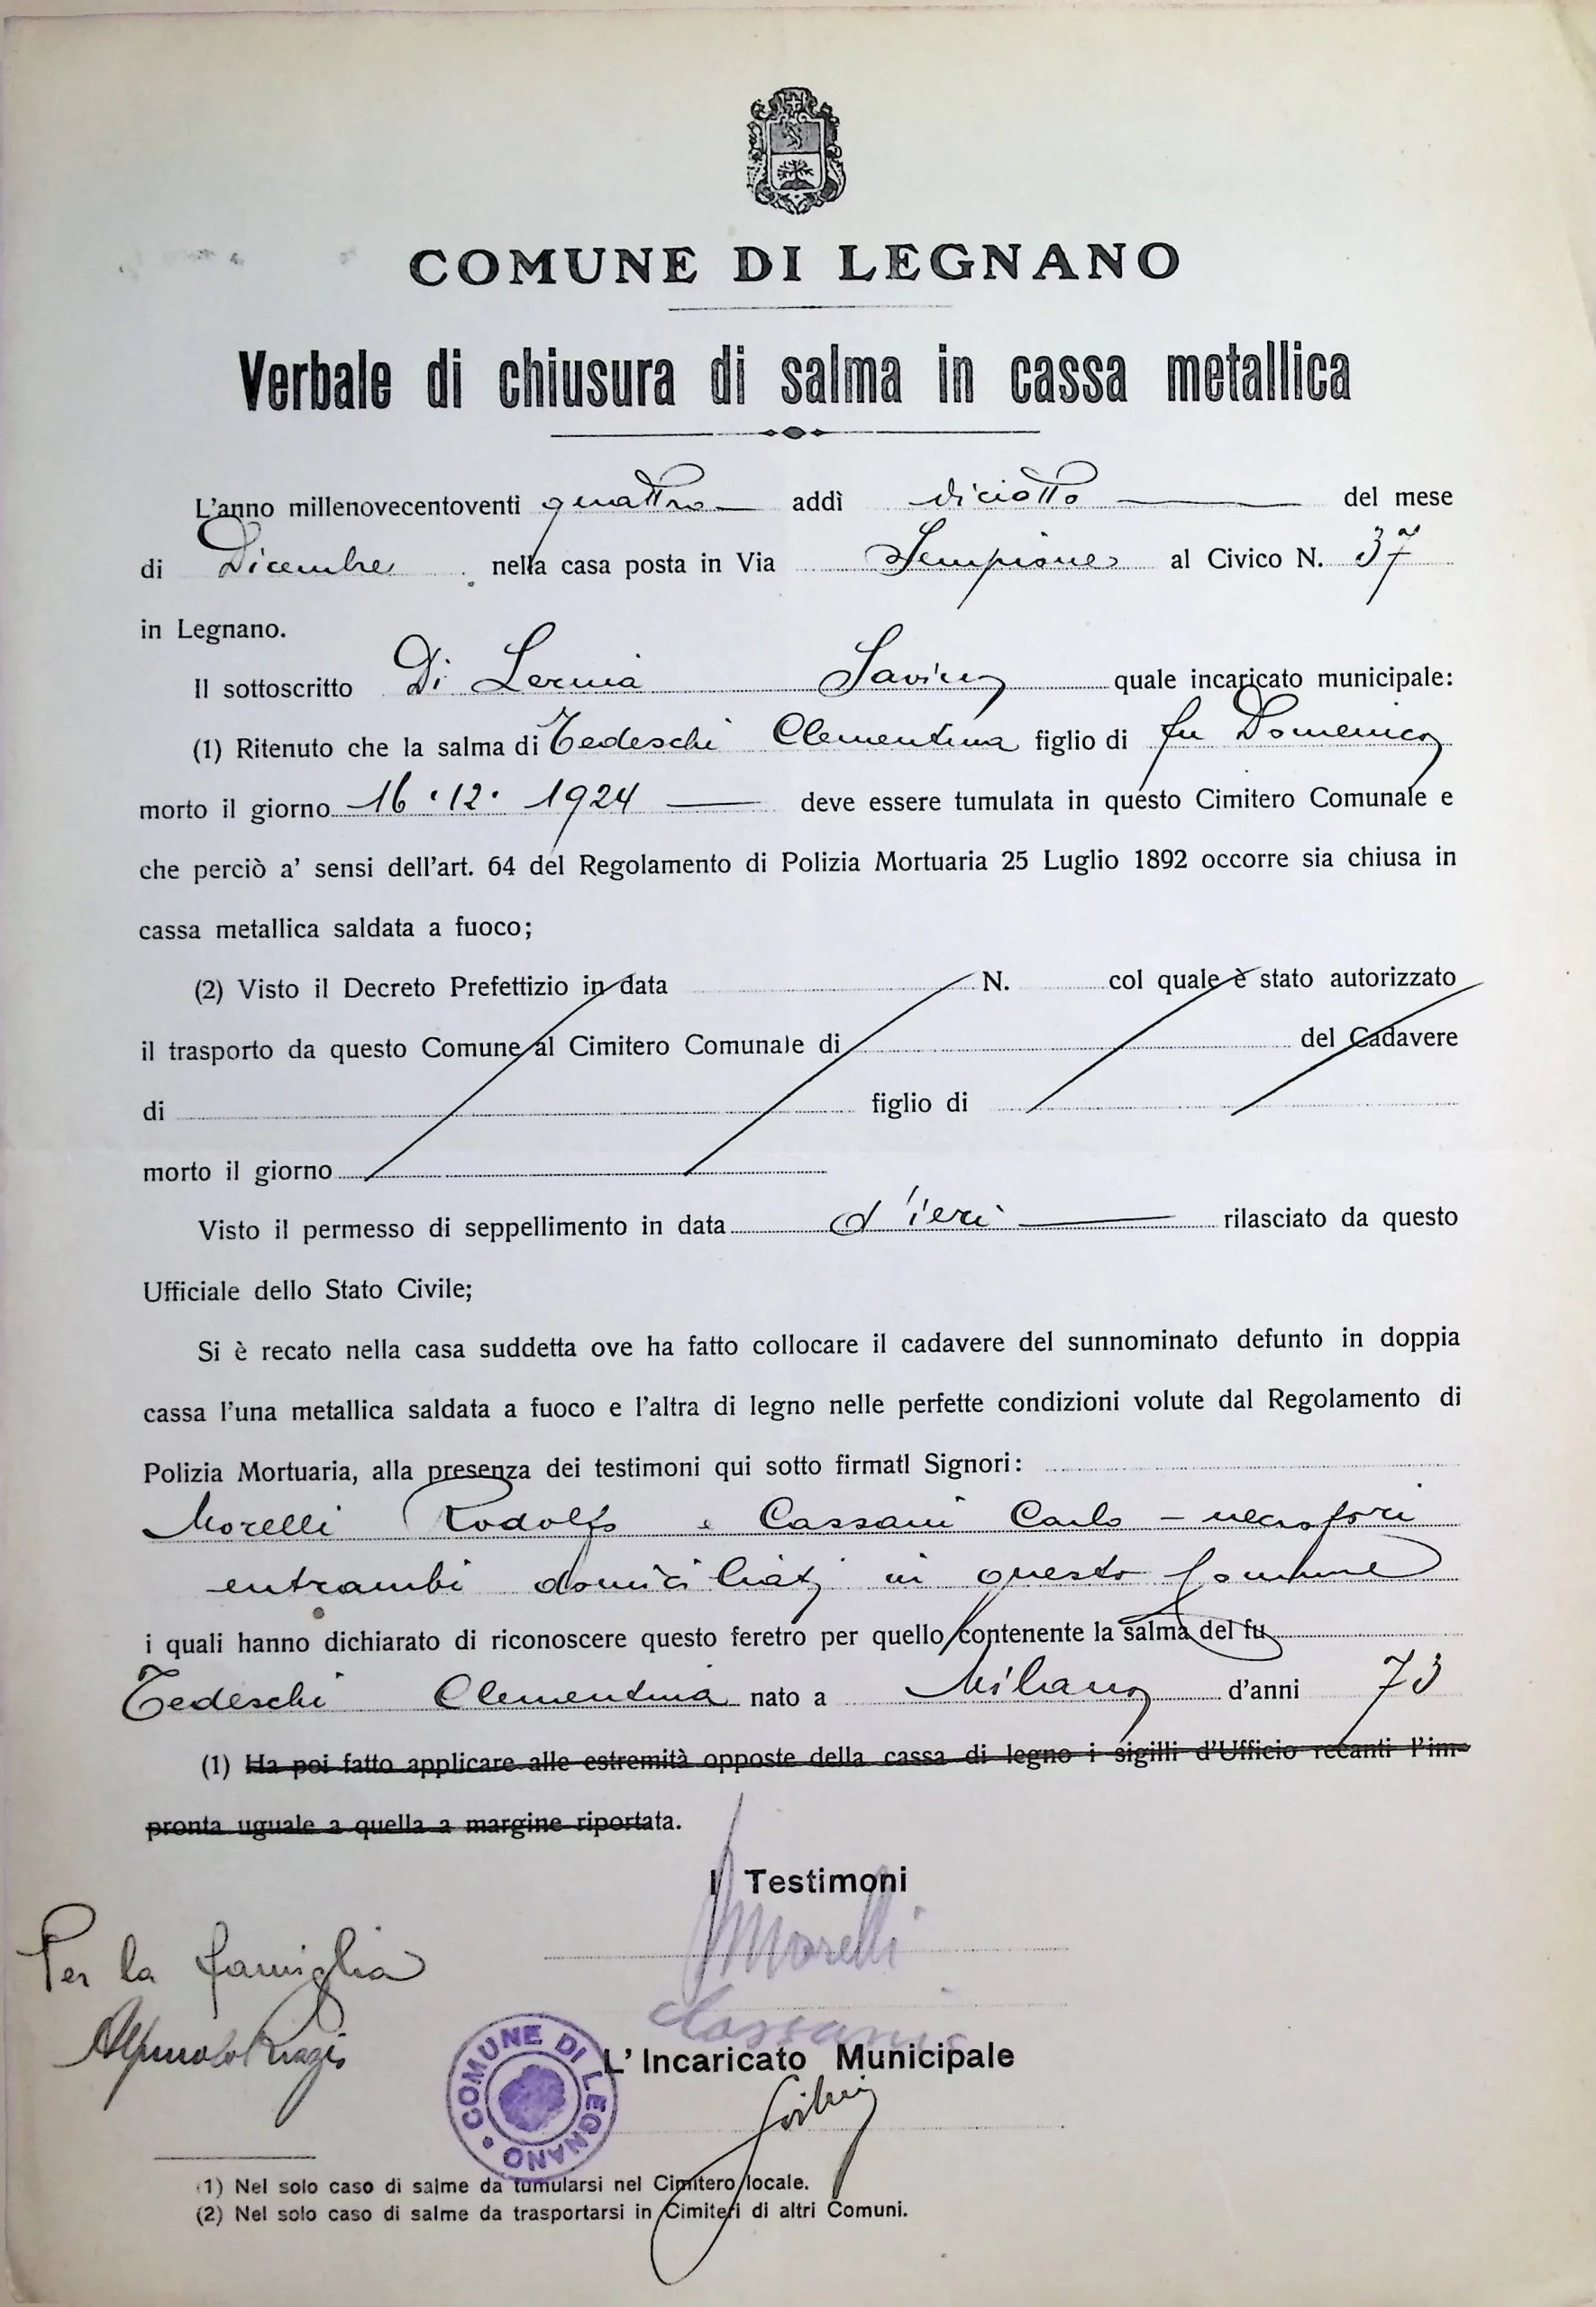 COMUNE DI LEGNANO
Verbale di chiusura di salma in cassa metallica
L'anno millenovecentoventi quattro addì diciotto del mese
di Dicembre nella casa posta in Via Sempione al Civico N. 37
in Legnano.
Il sottoscritto Di Lernia Savino quale incaricato municipale:
(1) Ritenuto che la salma di Tedeschi Clementina figlio di fu Domenico
morto il giorno 16.12.1924 deve essere tumulata in questo Cimitero Comunale e
che perciò a' sensi dell'art. 64 del Regolamento di Polizia Mortuaria 25 Luglio 1892 occorre sia chiusa in
cassa metallica saldata a fuoco;
(2) Visto il Decreto Prefettizio in data N. col quale è stato autorizzato
il trasporto da questo Comune al Cimitero Comunale di del Cadavere
di figlio di
morto il giorno
Visto il permesso di seppellimento in data d'ieri rilasciato da questo
Ufficiale dello Stato Civile;
Si è recato nella casa suddetta ove ha fatto collocare il cadavere del sunnominato defunto in doppia
cassa l'una metallica saldata a fuoco e l'altra di legno nelle perfette condizioni volute dal Regolamento di
Polizia Mortuaria, alla presenza dei testimoni qui sotto firmatl Signori:
Morelli Rodolfo e Cassani Carlo - necrofori
entrambi domiciliati in questo Comune
i quali hanno dichiarato di riconoscere questo feretro per quello contenente la salma del fu
Tedeschi Clementina nato a Milano d'anni 73
(1) Ha poi fatto applicare alle estremità opposte della cassa di legno i sigilli d'Ufficio recanti l'im-
pronta uguale a quella a margine riportata.
I Testimoni
Morelli
Cassani
Per la famiglia
COMUNE DI LEGNANO
L'Incaricato Municipale
(1) Nel solo caso di salme da tumularsi nel Cimitero locale.
(2) Nel solo caso di salme da trasportarsi in Cimiteri di altri Comuni.